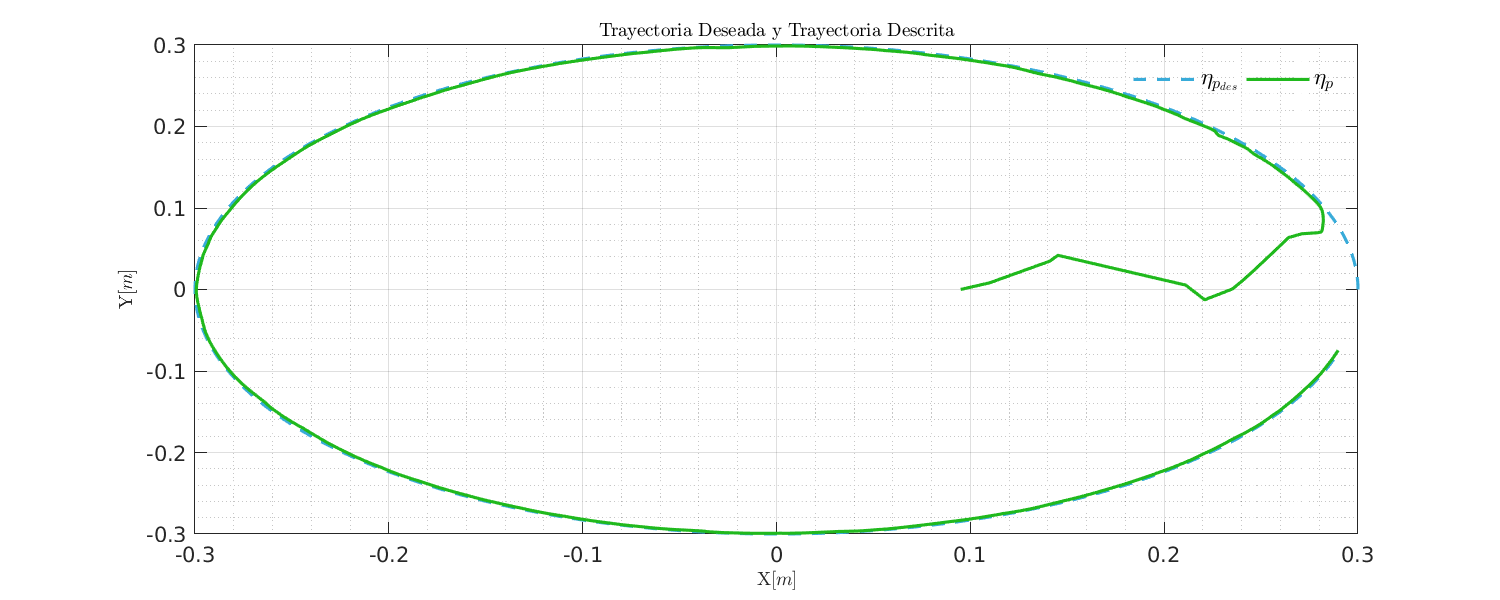 Trayectoria Deseada y Trayectoria Descrita
η_{p_{des}} η_p
0.3
0.2
0.1
0
-0.1
-0.2
-0.3
Y[m]
-0.3 -0.2 -0.1 0 0.1 0.2 0.3
X[m]